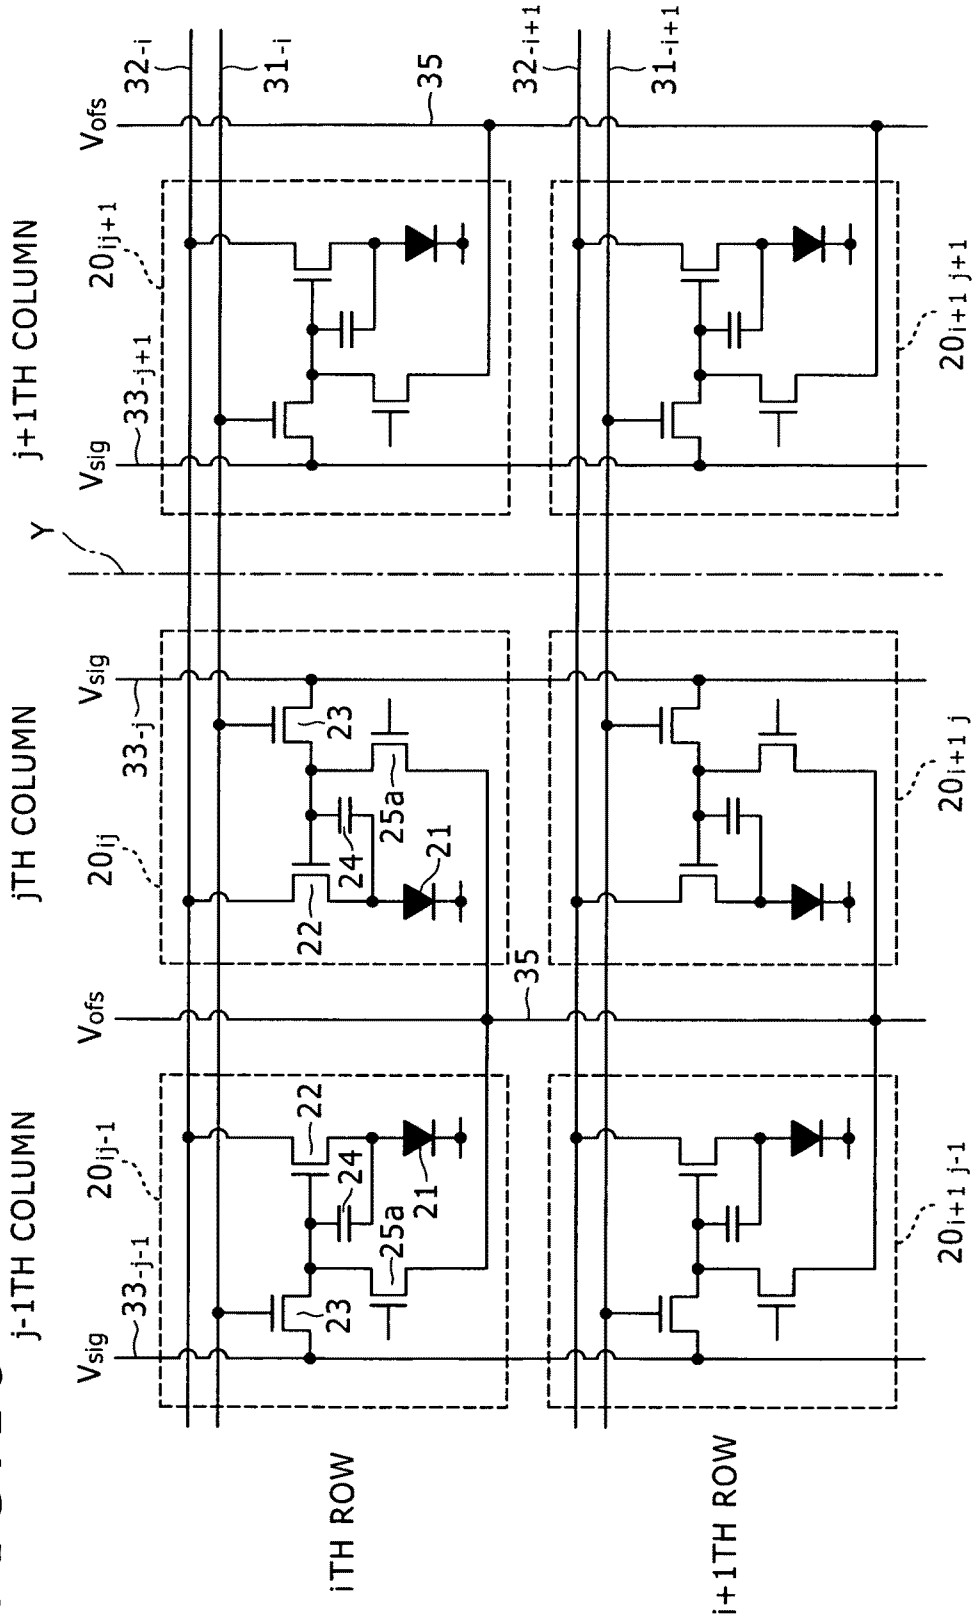 j-1TH COLUMN
jTH COLUMN
j+1TH COLUMN
20ij-1
20ij
20ij+1
Y
Vsig
33-j-1
Vofs
33-j
Vsig
Vsig
33-j+1
Vofs
32-i
31-i
iTH ROW
23
25a
24
22
21
22
24
21
25a
23
35
35
32-i+1
31-i+1
i+1TH ROW
20i+1 j-1
20i+1 j
20i+1 j+1